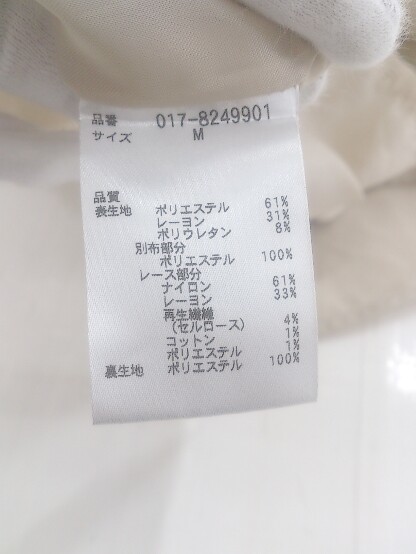 品番 017-8249901
サイズ M
品質
表生地 ポリエステル 61%
レーヨン 31%
ポリウレタン 8%
別布部分
ポリエステル 100%
レース部分
ナイロン 61%
レーヨン 33%
再生繊維
(セルロース) 4%
コットン 1%
ポリエステル 1%
裏生地 ポリエステル 100%